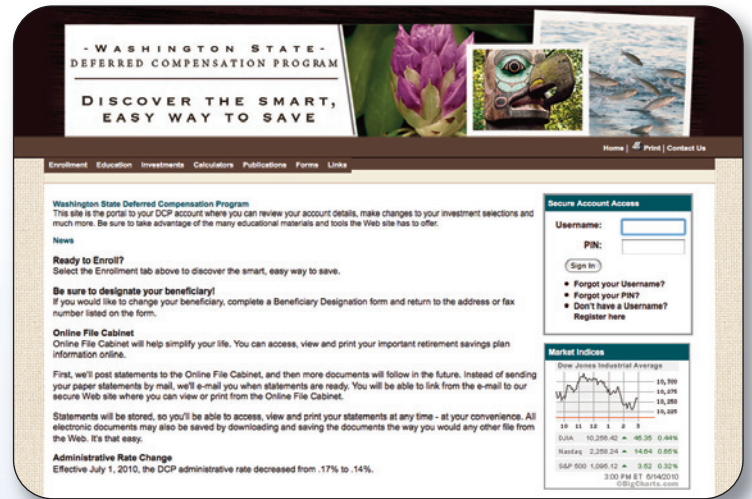 - WASHINGTON STATE -
DEFERRED COMPENSATION PROGRAM
DISCOVER THE SMART,
EASY WAY TO SAVE
Home | Print | Contact Us
Enrollment Education Investments Calculators Publications Forms Links
Washington State Deferred Compensation Program
This site is the portal to your DCP account where you can review your account details, make changes to your investment selections and
much more. Be sure to take advantage of the many educational materials and tools the Web site has to offer.
News
Ready to Enroll?
Select the Enrollment tab above to discover the smart, easy way to save.
Be sure to designate your beneficiary!
If you would like to change your beneficiary, complete a Beneficiary Designation form and return to the address or fax
number listed on the form.
Online File Cabinet
Online File Cabinet will help simplify your life. You can access, view and print your important retirement savings plan
information online.
First, we'll post statements to the Online File Cabinet, and then more documents will follow in the future. Instead of sending
your paper statements by mail, we'll e-mail you when statements are ready. You will be able to link from the e-mail to our
secure Web site where you can view or print from the Online File Cabinet.
Statements will be stored, so you'll be able to access, view and print your statements at any time - at your convenience. All
electronic documents may also be saved by downloading and saving the documents the way you would any other file from
the Web. It's that easy.
Administrative Rate Change
Effective July 1, 2010, the DCP administrative rate decreased from .17% to .14%.
Secure Account Access
Username:
PIN:
Sign In
• Forgot your Username?
• Forgot your PIN?
• Don't have a Username?
Register here
Market Indices
Dow Jones Industrial Average
10,300
10,275
10,250
10,225
10 11 12 1 2 3
DJIA 10,256.42 46.35 0.44%
Nasdaq 2,258.24 14.64 0.65%
S&P 500 1,095.12 3.52 0.32%
3:00 PM ET 6/14/2010
©BigCharts.com